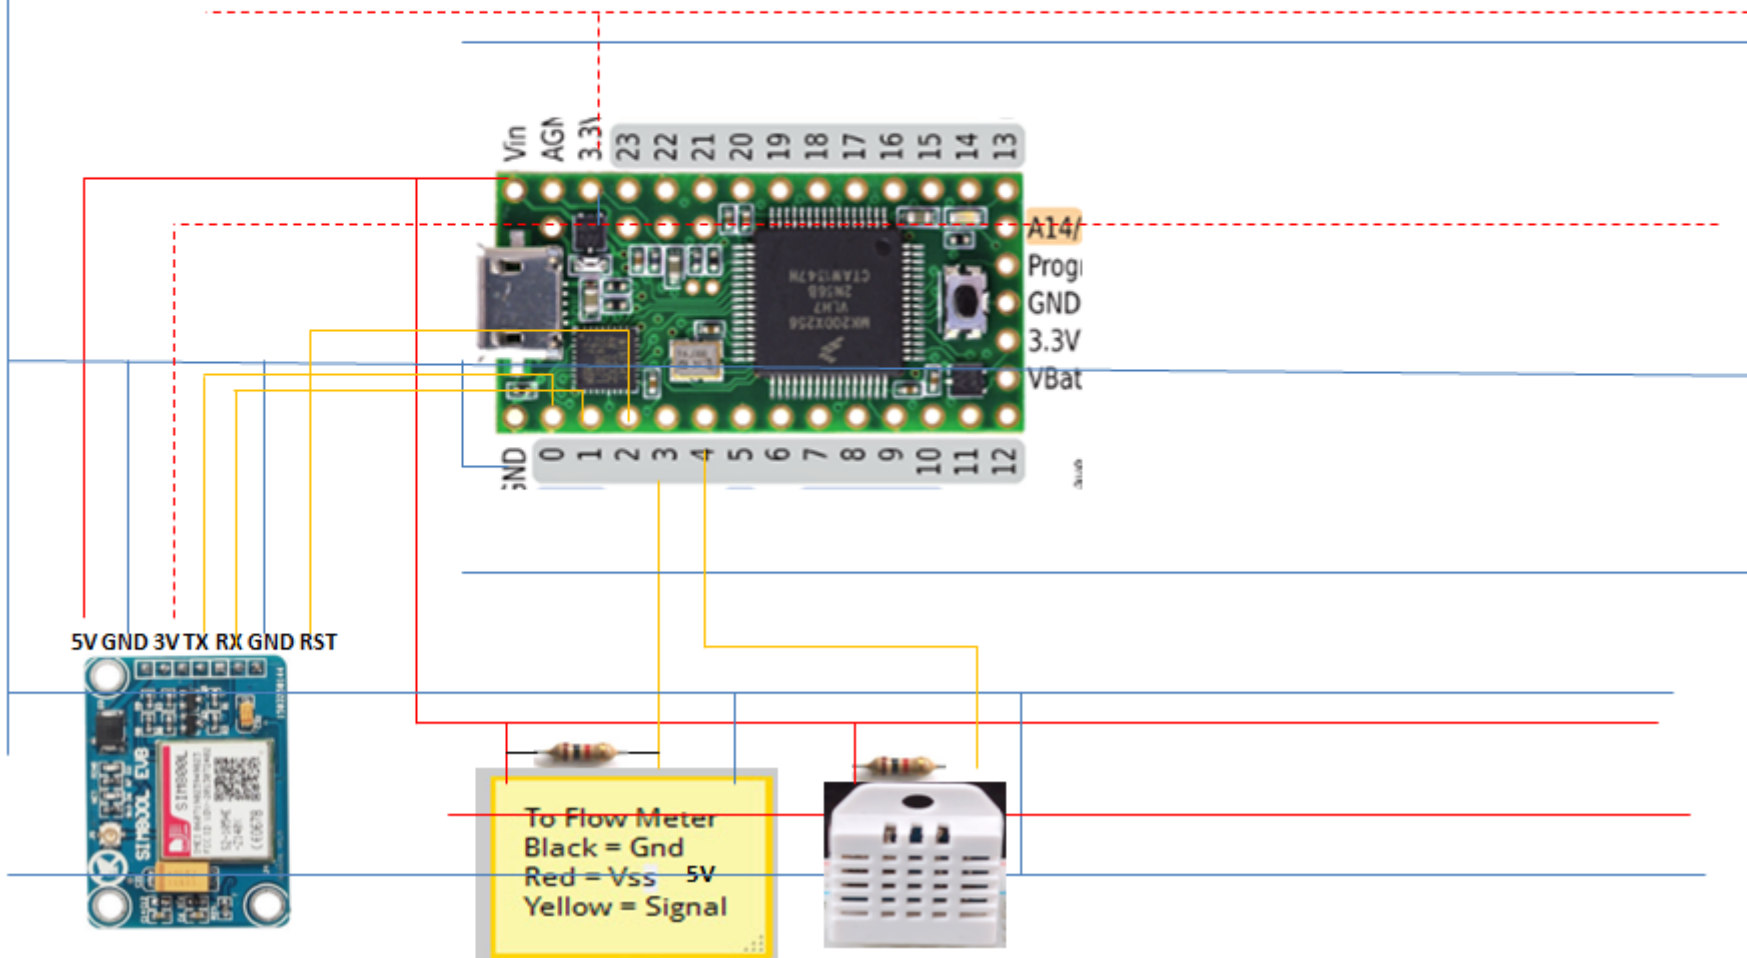 Vin AGN 3.3V 23 22 21 20 19 18 17 16 15 14 13
A14/
Prog
GND
3.3V
VBat
GND 0 1 2 3 4 5 6 7 8 9 10 11 12
5V GND 3V TX RX GND RST
SIM800L EVB
SIM800L
To Flow Meter
Black = Gnd
Red = Vss 5V
Yellow = Signal